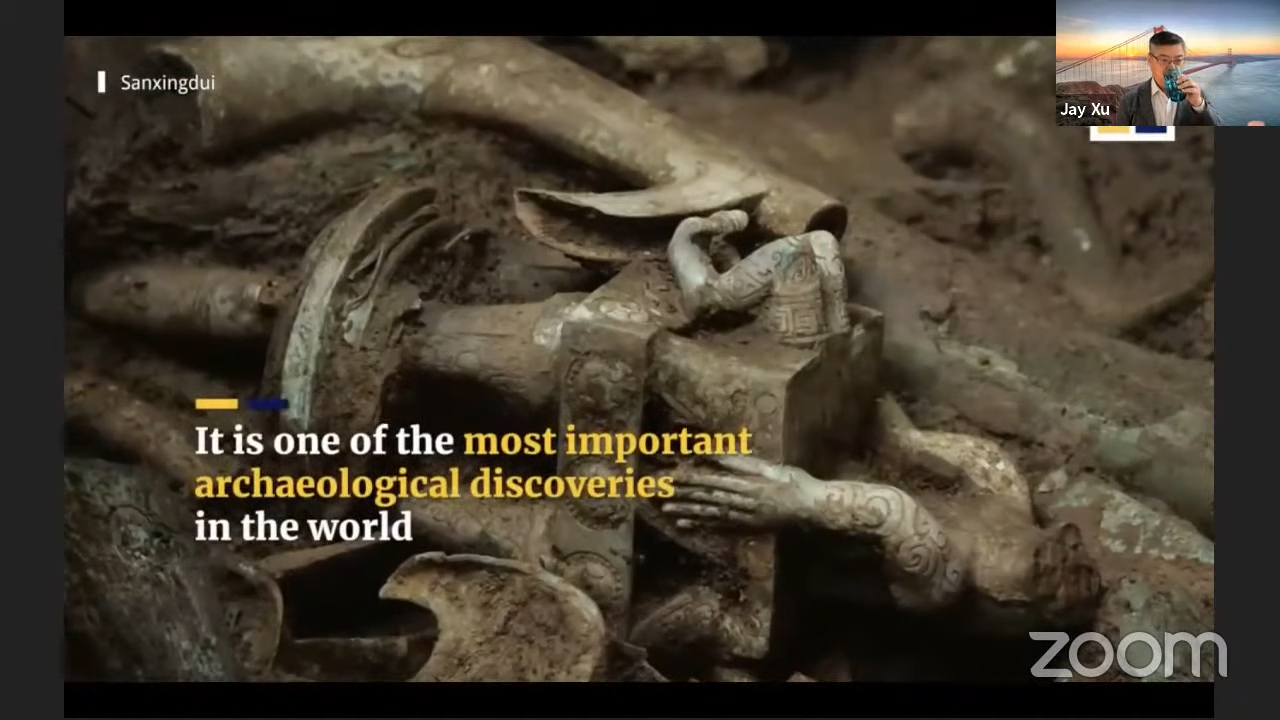 Sanxingdui
Jay Xu
It is one of the most important
archaeological discoveries
in the world
zoom